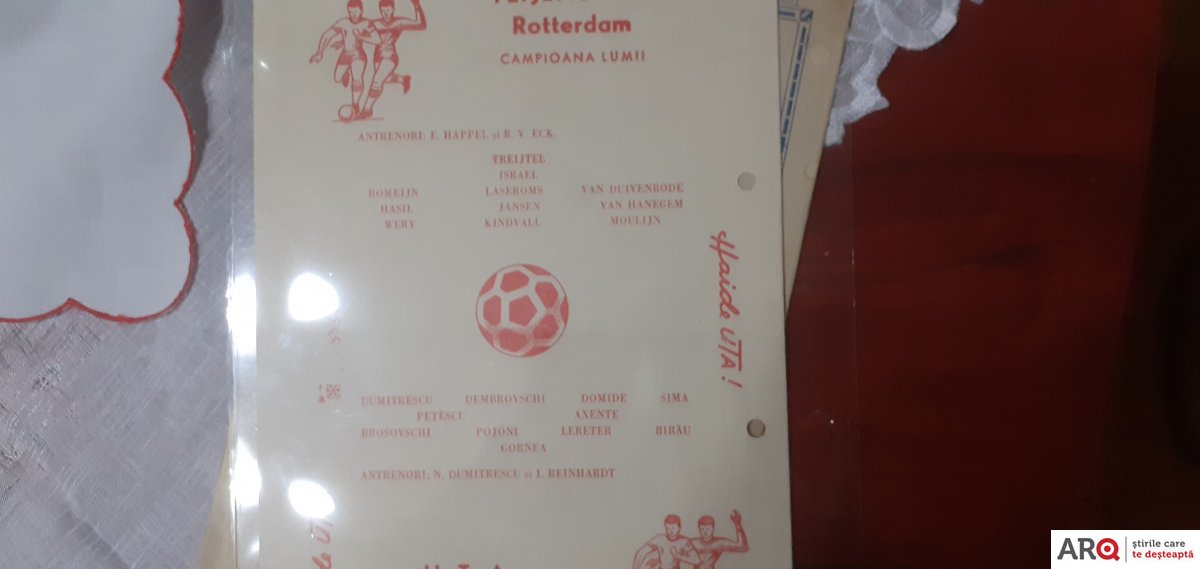 Rotterdam
CAMPIOANA LUMII
ANTRENORI: E. HAPPEL și R. V. ECK
TREIJTEL
ISRAEL
ROMEIJN LASEROMS VAN DUIVENBODE
HASIL JANSEN VAN HANEGEM
WERY KINDVALL MOULIJN
Haide UTA!
DUMITRESCU DEMBROVSCHI DOMIDE SIMA
PETESCU AXENTE
BROSOVSCHI POJONI LERETER BIRĂU
GORNEA
ANTRENORI: N. DUMITRESCU și I. REINHARDT
ARQ știrile care
te deșteaptă